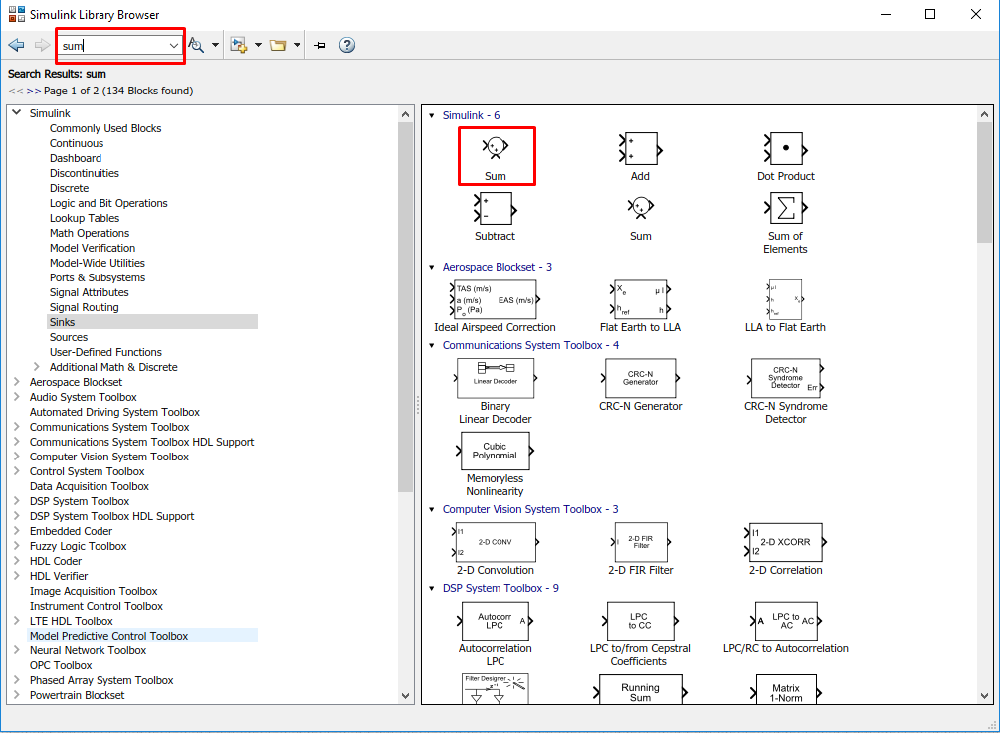 Simulink Library Browser
sum
Search Results: sum
<< >> Page 1 of 2 (134 Blocks found)
Simulink
Commonly Used Blocks
Continuous
Dashboard
Discontinuities
Discrete
Logic and Bit Operations
Lookup Tables
Math Operations
Model Verification
Model-Wide Utilities
Ports & Subsystems
Signal Attributes
Signal Routing
Sinks
Sources
User-Defined Functions
Additional Math & Discrete
Aerospace Blockset
Audio System Toolbox
Automated Driving System Toolbox
Communications System Toolbox
Communications System Toolbox HDL Support
Computer Vision System Toolbox
Control System Toolbox
Data Acquisition Toolbox
DSP System Toolbox
DSP System Toolbox HDL Support
Embedded Coder
Fuzzy Logic Toolbox
HDL Coder
HDL Verifier
Image Acquisition Toolbox
Instrument Control Toolbox
LTE HDL Toolbox
Model Predictive Control Toolbox
Neural Network Toolbox
OPC Toolbox
Phased Array System Toolbox
Powertrain Blockset
Simulink - 6
Sum
Add
Dot Product
Subtract
Sum
Sum of
Elements
Aerospace Blockset - 3
TAS (m/s)
a (m/s) EAS (m/s)
P₀ (Pa)
Ideal Airspeed Correction
Xe μ l
href h
Flat Earth to LLA
μ l
h Xe
href
LLA to Flat Earth
Communications System Toolbox - 4
Linear Decoder
Binary
Linear Decoder
CRC-N
Generator
CRC-N Generator
CRC-N
Syndrome
Detector Err
CRC-N Syndrome
Detector
Cubic
Polynomial
Memoryless
Nonlinearity
Computer Vision System Toolbox - 3
I1
2-D CONV
I2
2-D Convolution
I 2-D FIR
Filter
2-D FIR Filter
I1
2-D XCORR
I2
2-D Correlation
DSP System Toolbox - 9
Autocorr
LPC A
Autocorrelation
LPC
LPC
to CC
LPC to/from Cepstral
Coefficients
A LPC to AC
AC
LPC/RC to Autocorrelation
Filter Designer
Running
Sum
Matrix
1-Norm